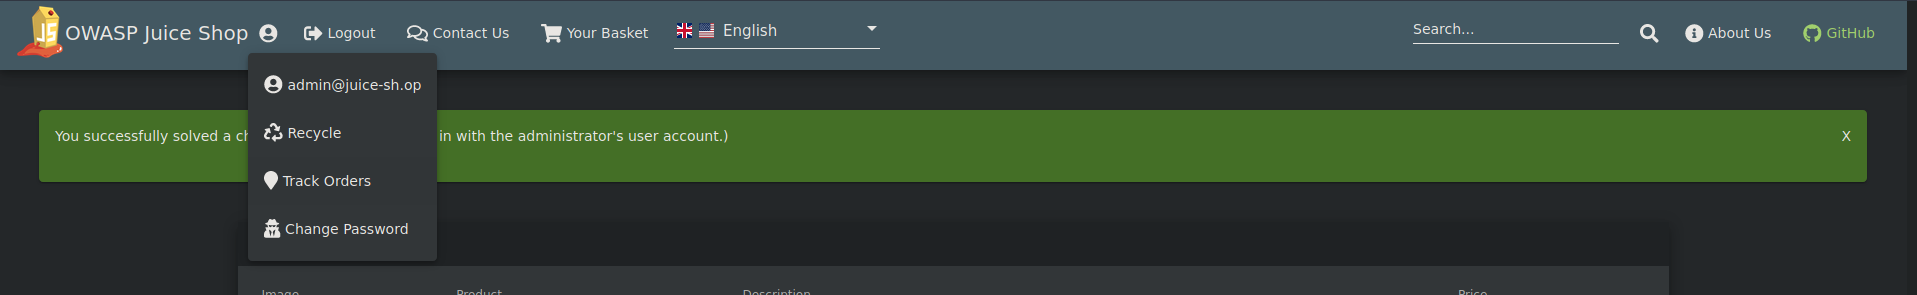 OWASP Juice Shop Logout Contact Us Your Basket English Search... About Us GitHub
admin@juice-sh.op
You successfully solved a ch in with the administrator's user account.) X
Recycle
Track Orders
Change Password
Image Product Description Price